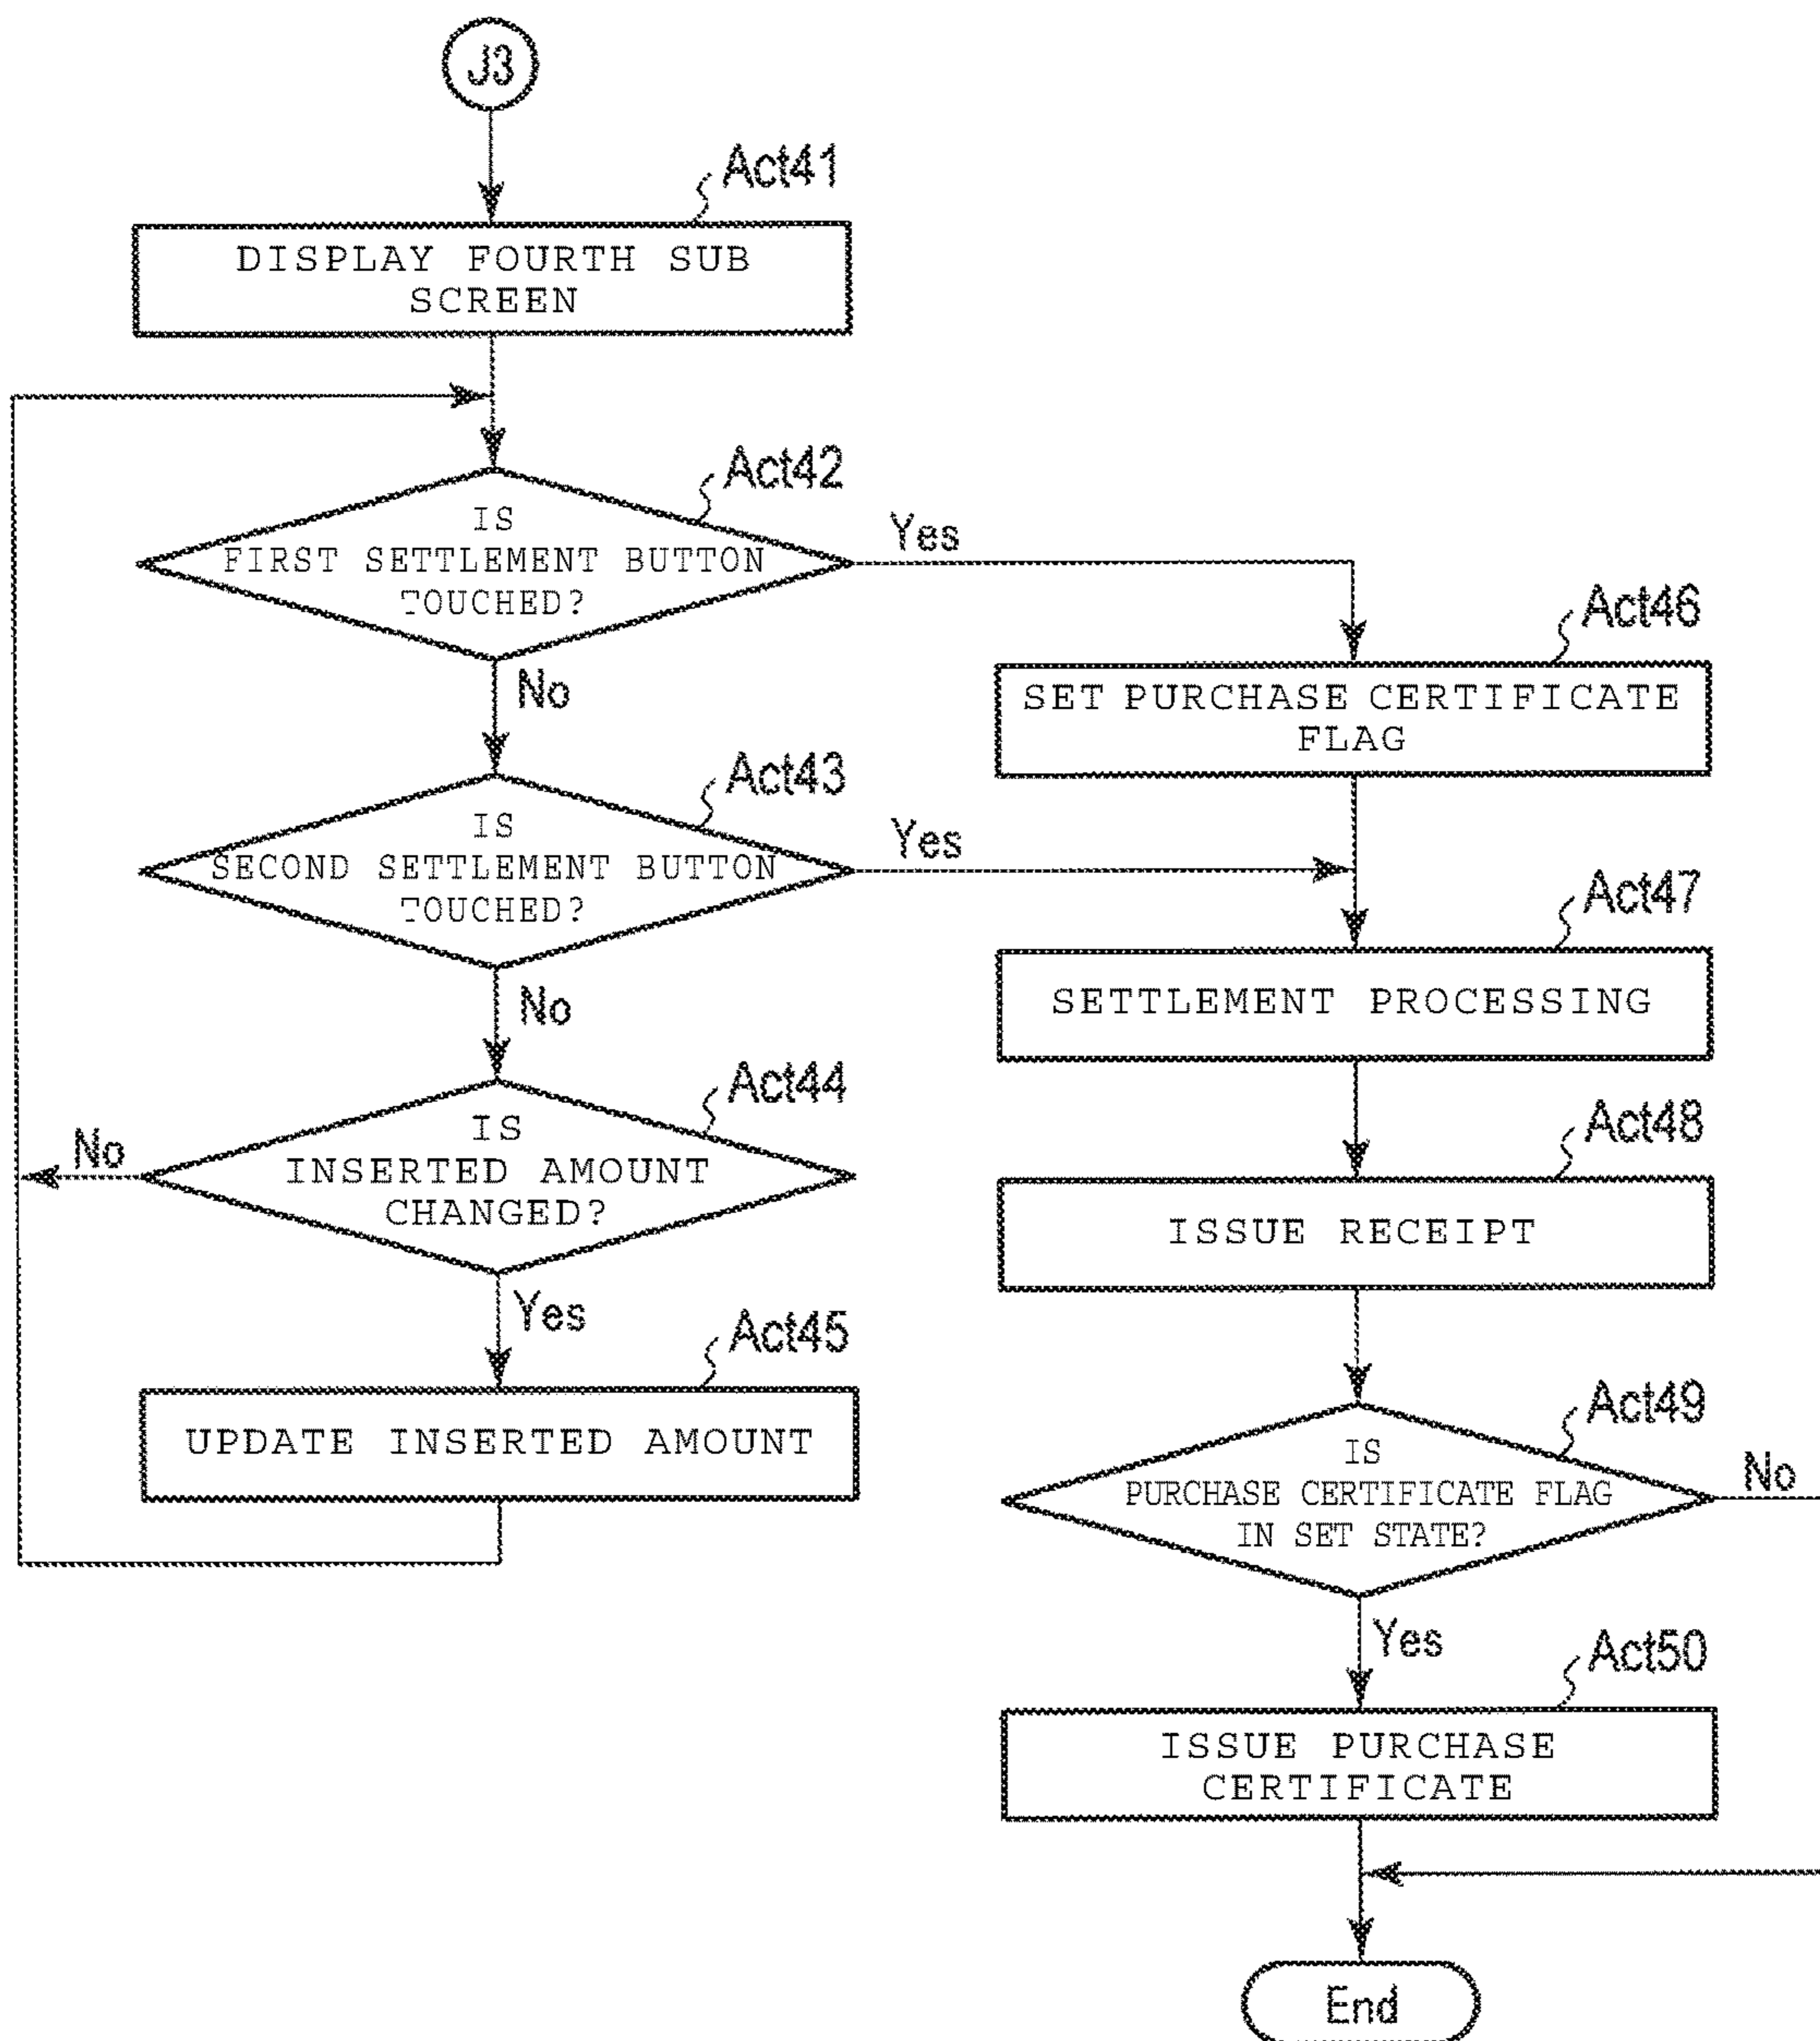 J3
Act41
DISPLAY FOURTH SUB
SCREEN
Act42
IS
FIRST SETTLEMENT BUTTON
TOUCHED?
Yes
No
Act43
IS
SECOND SETTLEMENT BUTTON
TOUCHED?
Yes
No
Act44
IS
INSERTED AMOUNT
CHANGED?
No
Yes
Act45
UPDATE INSERTED AMOUNT
Act46
SET PURCHASE CERTIFICATE
FLAG
Act47
SETTLEMENT PROCESSING
Act48
ISSUE RECEIPT
Act49
IS
PURCHASE CERTIFICATE FLAG
IN SET STATE?
No
Yes
Act50
ISSUE PURCHASE
CERTIFICATE
End